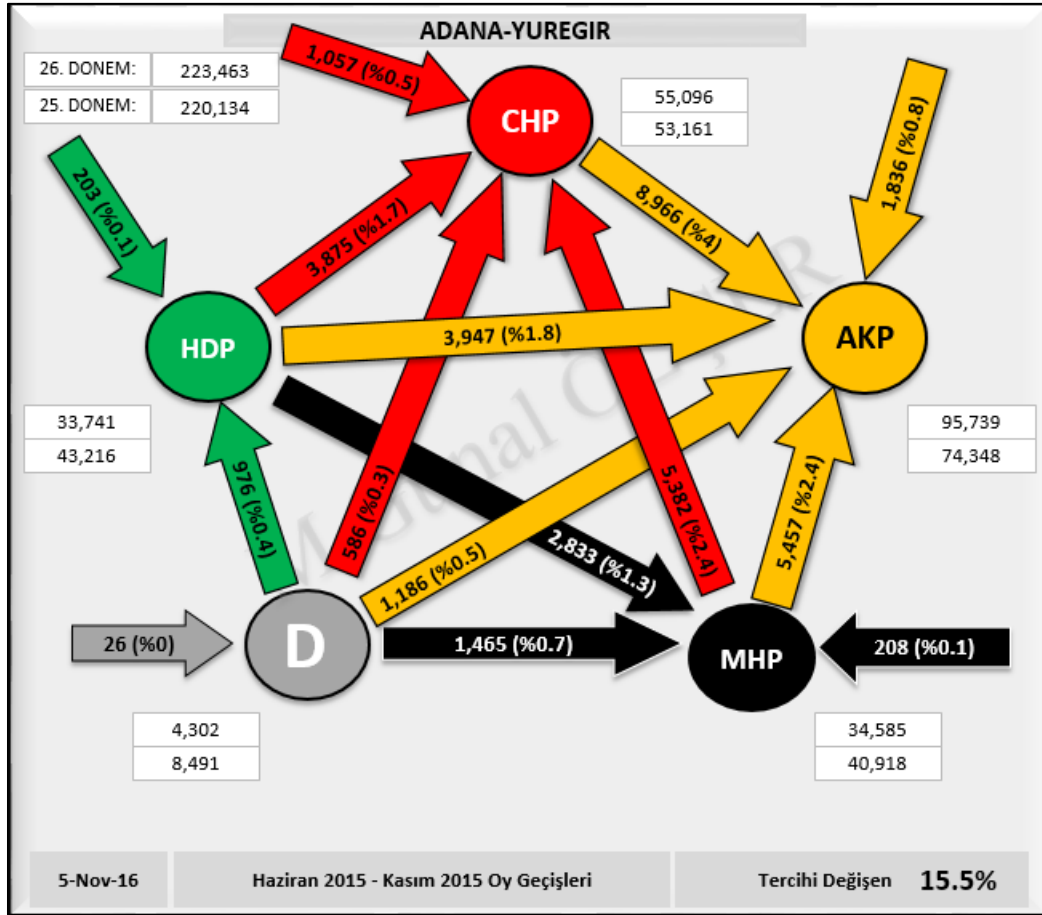 ADANA-YUREGIR
26. DONEM: 223,463
25. DONEM: 220,134
1,057 (%0.5)
CHP
55,096
53,161
1,836 (%0.8)
203 (%0.1)
3,875 (%1.7)
8,966 (%4)
HDP
3,947 (%1.8)
AKP
33,741
43,216
95,739
74,348
976 (%0.4)
586 (%0.3)
1,186 (%0.5)
2,833 (%1.3)
5,382 (%2.4)
5,457 (%2.4)
26 (%0)
D
1,465 (%0.7)
MHP
208 (%0.1)
4,302
8,491
34,585
40,918
5-Nov-16 Haziran 2015 - Kasım 2015 Oy Geçişleri Tercihi Değişen 15.5%